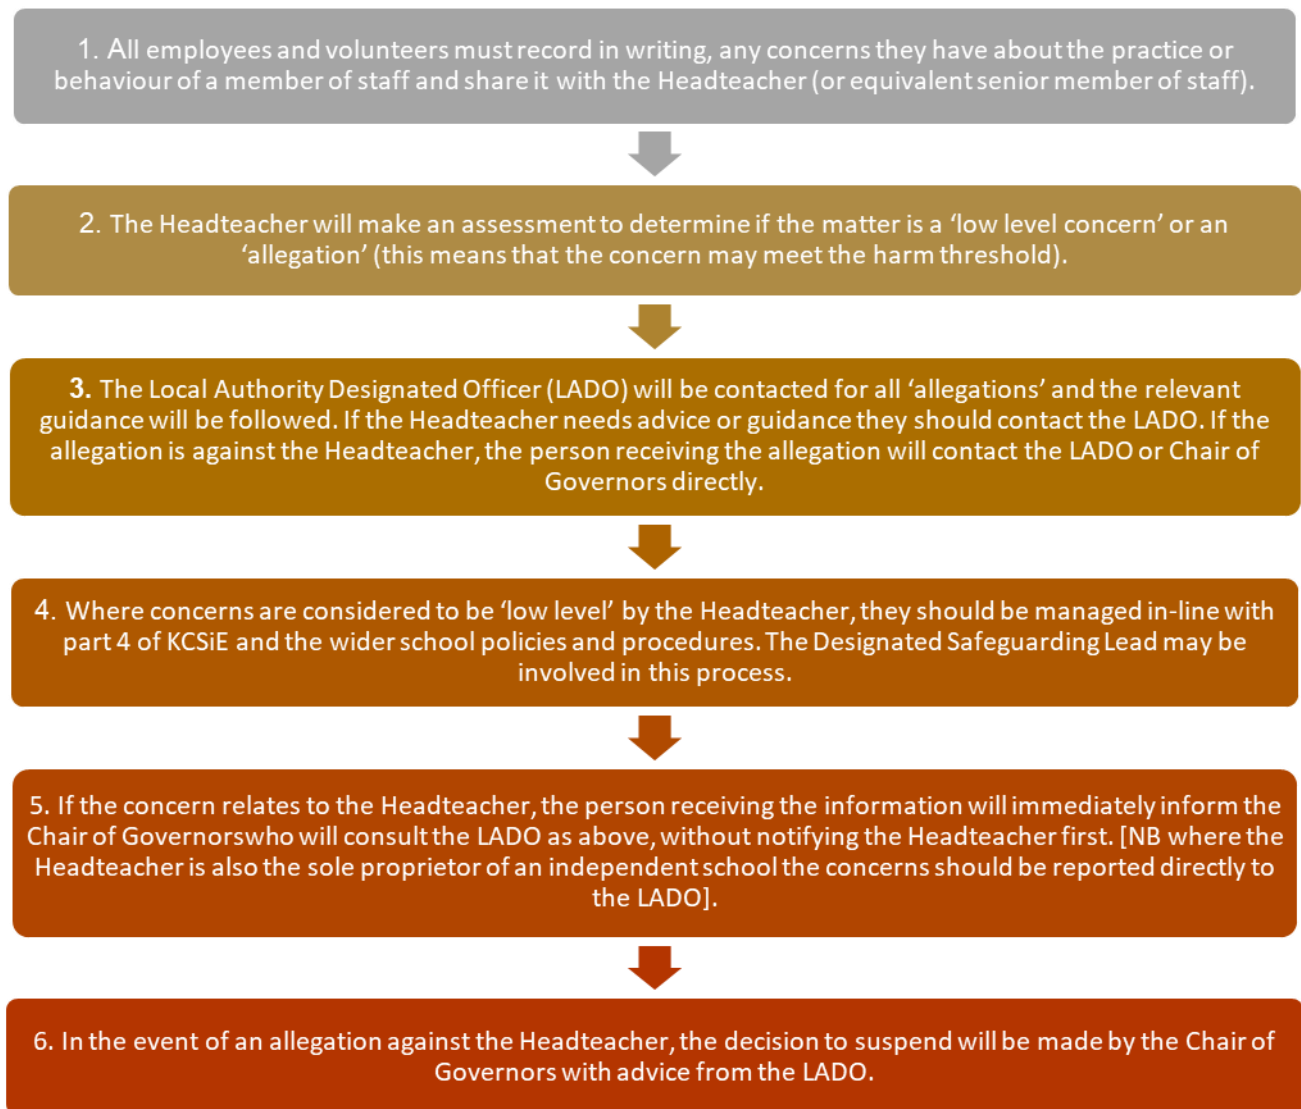 1. All employees and volunteers must record in writing, any concerns they have about the practice or
behaviour of a member of staff and share it with the Headteacher (or equivalent senior member of staff).
2. The Headteacher will make an assessment to determine if the matter is a ‘low level concern’ or an
‘allegation’ (this means that the concern may meet the harm threshold).
3. The Local Authority Designated Officer (LADO) will be contacted for all ‘allegations’ and the relevant
guidance will be followed. If the Headteacher needs advice or guidance they should contact the LADO. If the
allegation is against the Headteacher, the person receiving the allegation will contact the LADO or Chair of
Governors directly.
4. Where concerns are considered to be ‘low level’ by the Headteacher, they should be managed in-line with
part 4 of KCSiE and the wider school policies and procedures. The Designated Safeguarding Lead may be
involved in this process.
5. If the concern relates to the Headteacher, the person receiving the information will immediately inform the
Chair of Governorswho will consult the LADO as above, without notifying the Headteacher first. [NB where the
Headteacher is also the sole proprietor of an independent school the concerns should be reported directly to
the LADO].
6. In the event of an allegation against the Headteacher, the decision to suspend will be made by the Chair of
Governors with advice from the LADO.